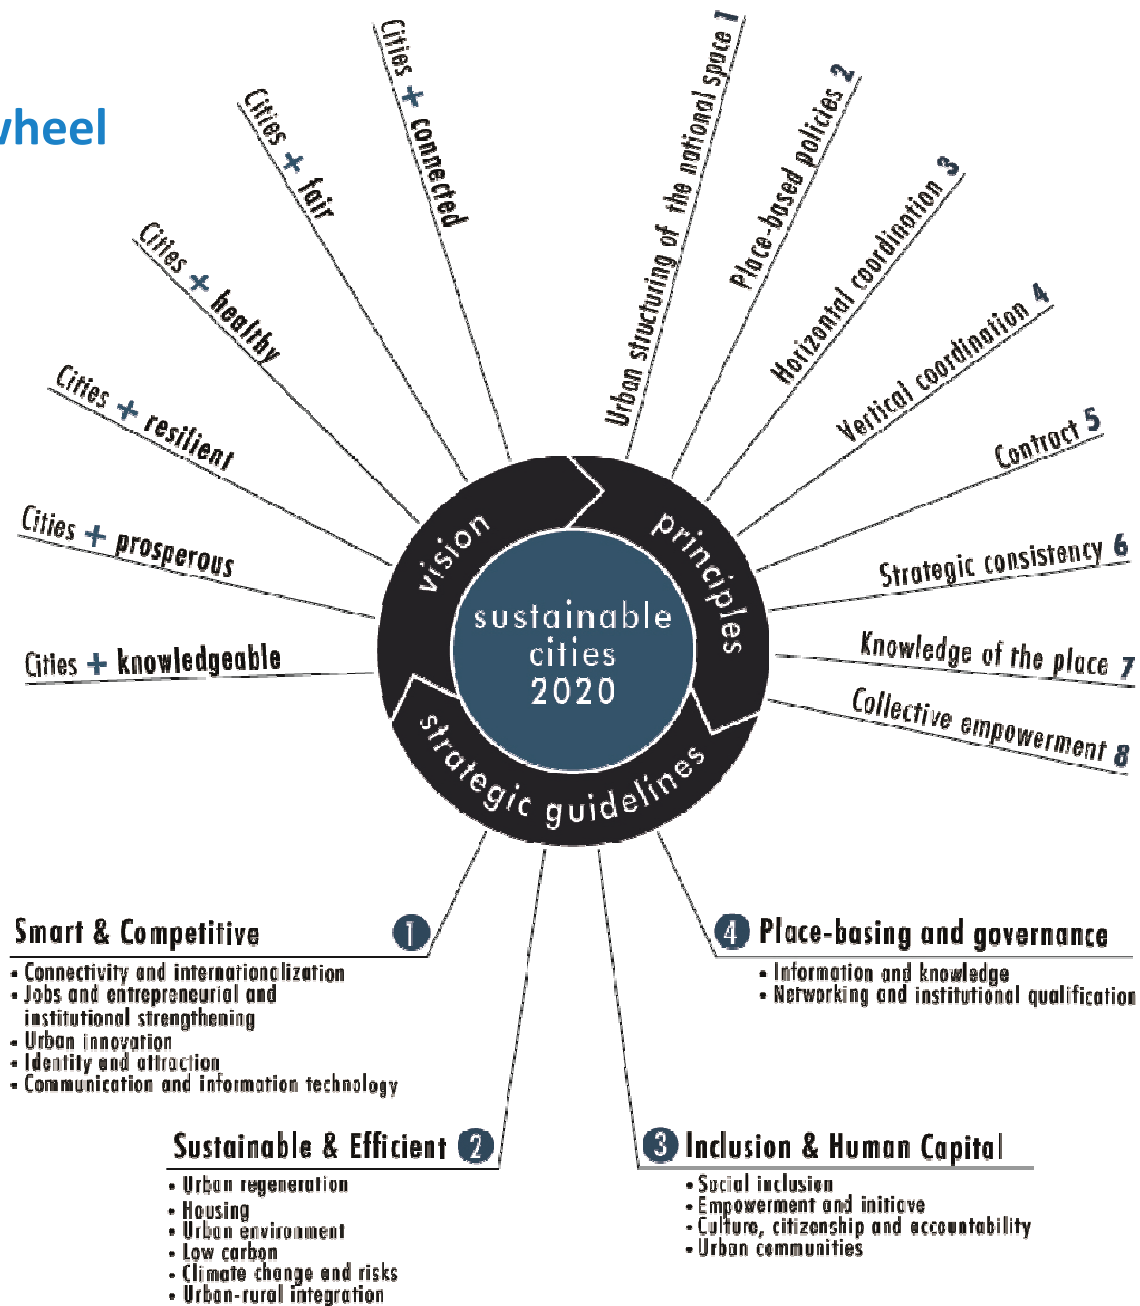 wheel
Cities + connected
Cities + fair
Cities + healthy
Cities + resilient
Cities + prosperous
Cities + knowledgeable
Urban structuring of the national space 1
Place-based policies 2
Horizontal coordination 3
Vertical coordination 4
Contract 5
Strategic consistency 6
Knowledge of the place 7
Collective empowerment 8
vision
principles
strategic guidelines
sustainable
cities
2020
Smart & Competitive 1
• Connectivity and internationalization
• Jobs and entrepreneurial and
institutional strengthening
• Urban innovation
• Identity and attraction
• Communication and information technology
Sustainable & Efficient 2
• Urban regeneration
• Housing
• Urban environment
• Low carbon
• Climate change and risks
• Urban-rural integration
3 Inclusion & Human Capital
• Social inclusion
• Empowerment and initiave
• Culture, citizenship and accountability
• Urban communities
4 Place-basing and governance
• Information and knowledge
• Networking and institutional qualification